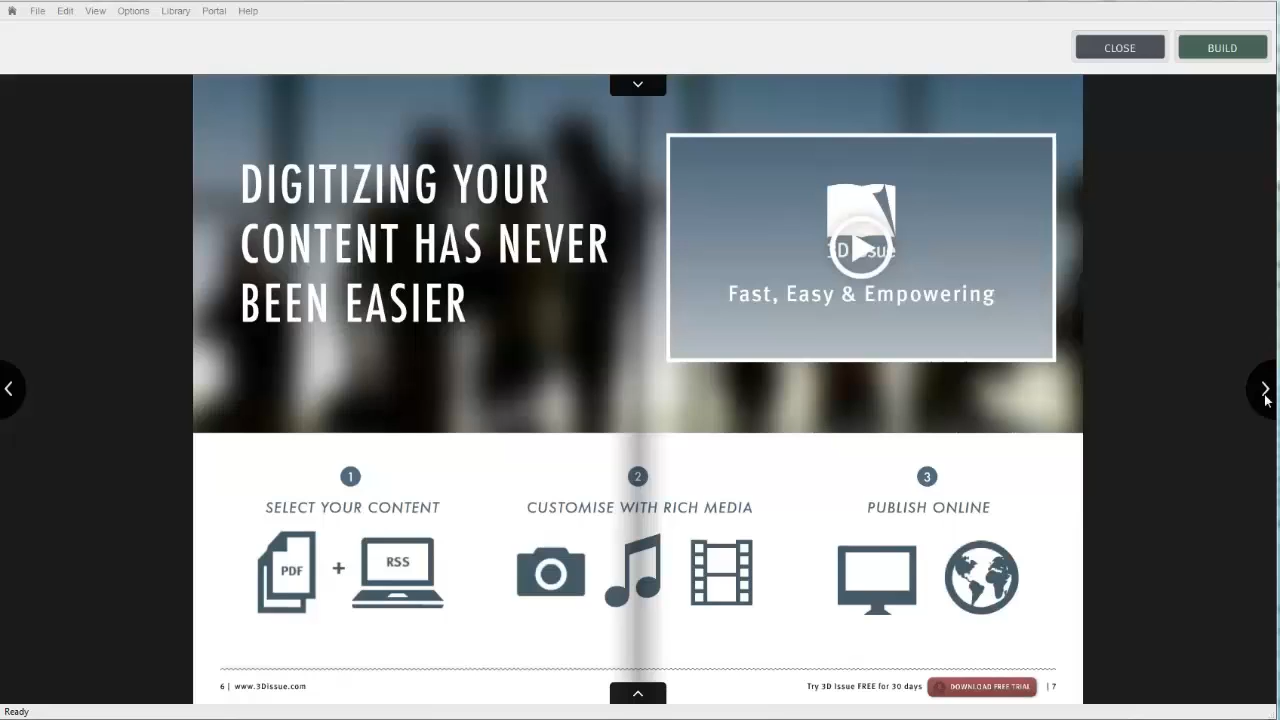 File Edit View Options Library Portal Help
CLOSE BUILD
DIGITIZING YOUR
CONTENT HAS NEVER
BEEN EASIER
3D Issue
Fast, Easy & Empowering
1
SELECT YOUR CONTENT
PDF + RSS
2
CUSTOMISE WITH RICH MEDIA
3
PUBLISH ONLINE
6 | www.3Dissue.com
Try 3D Issue FREE for 30 days DOWNLOAD FREE TRIAL | 7
Ready